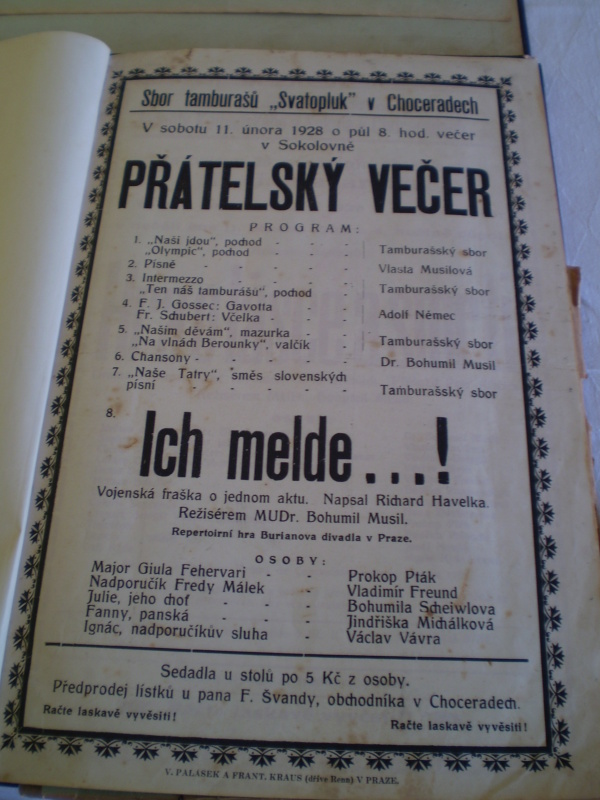 Sbor tamburašů „Svatopluk" v Choceradech
V sobotu 11. února 1928 o půl 8. hod. večer
v Sokolovně
PŘÁTELSKÝ VEČER
PROGRAM:
1. „Naši jdou", pochod - - -
„Olympic", pochod - - - Tamburašský sbor
2. Písně - - - - - Vlasta Musilová
3. Intermezzo - - - -
„Ten náš tamburášu", pochod - Tamburašský sbor
4. F. J. Gossec: Gavotta - -
Fr. Schubert: Včelka - - - Adolf Němec
5. „Našim děvám", mazurka - -
„Na vlnách Berounky", valčík - Tamburašský sbor
6. Chansony - - - - - Dr. Bohumil Musil
7. „Naše Tatry", směs slovenských
písní - - - - Tamburašský sbor
8.
Ich melde...!
Vojenská fraška o jednom aktu. Napsal Richard Havelka.
Režisérem MUDr. Bohumil Musil.
Repertoirní hra Burianova divadla v Praze.
OSOBY:
Major Giula Fehervari - - Prokop Pták
Nadporučík Fredy Málek - Vladimír Freund
Julie, jeho choť - - - Bohumila Scheiwlova
Fanny, panská - - - Jindřiška Michálková
Ignác, nadporučíkův sluha - Václav Vávra
Sedadla u stolů po 5 Kč z osoby.
Předprodej lístků u pana F. Švandy, obchodníka v Choceradech.
Račte laskavě vyvěsiti! Račte laskavě vyvěsiti!
V. PALÁSEK A FRANT. KRAUS (dříve Benn) V PRAZE.